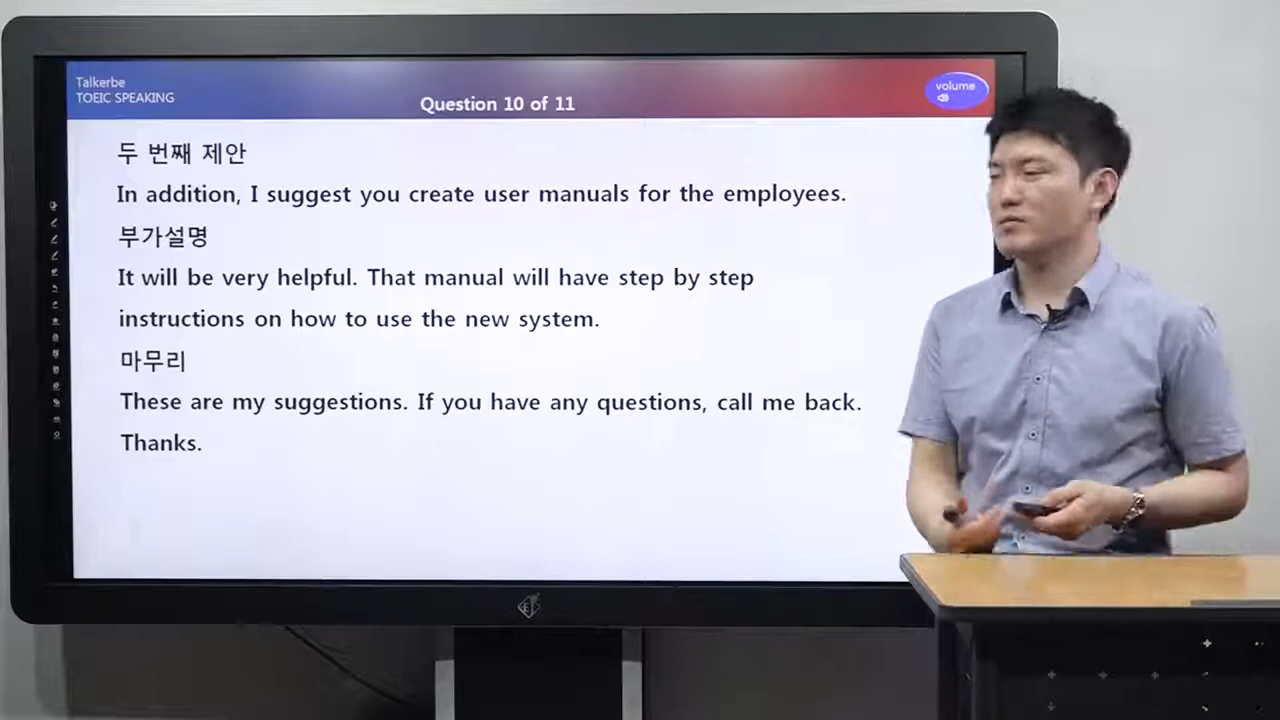 Talkerbe
TOEIC SPEAKING
Question 10 of 11
volume
두 번째 제안
In addition, I suggest you create user manuals for the employees.
부가설명
It will be very helpful. That manual will have step by step
instructions on how to use the new system.
마무리
These are my suggestions. If you have any questions, call me back.
Thanks.